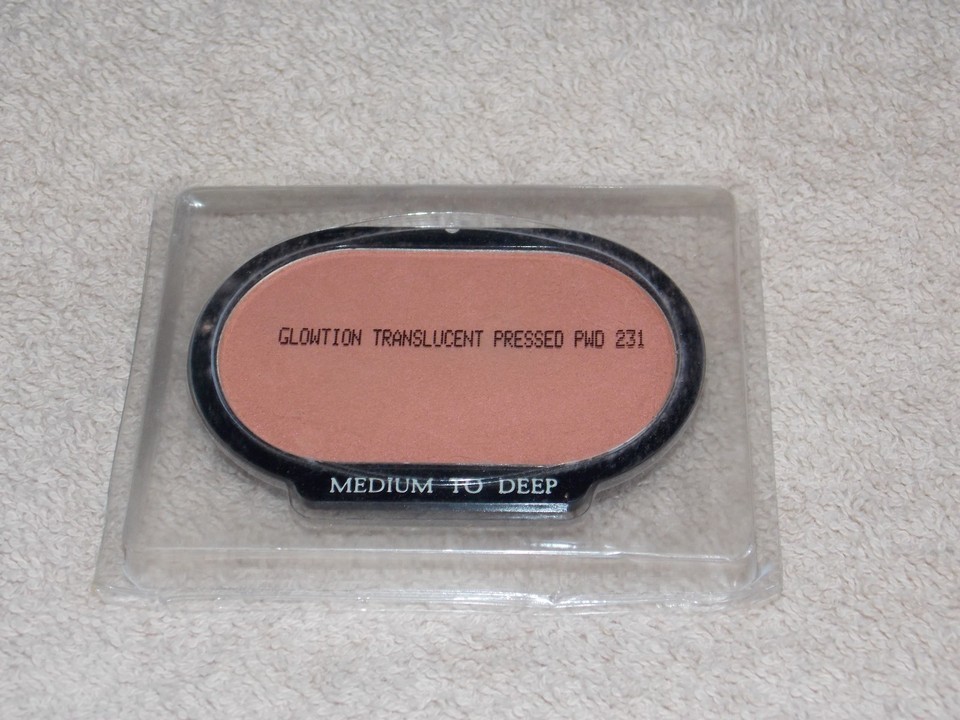 GLOWTION TRANSLUCENT PRESSED PWD 231
MEDIUM TO DEEP